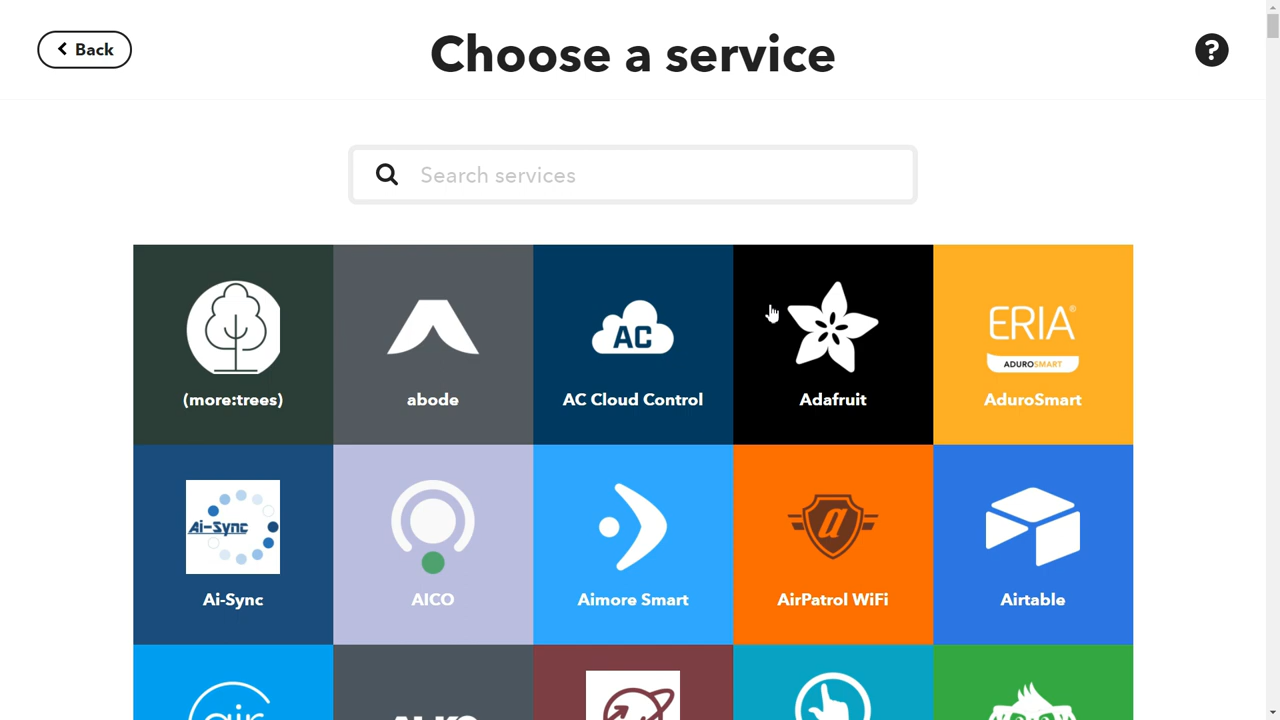 Back
Choose a service
?
Search services
AC
ERIA®
ADUROSMART
(more:trees)
abode
AC Cloud Control
Adafruit
AduroSmart
Ai-Sync
a
Ai-Sync
AICO
Aimore Smart
AirPatrol WiFi
Airtable
air